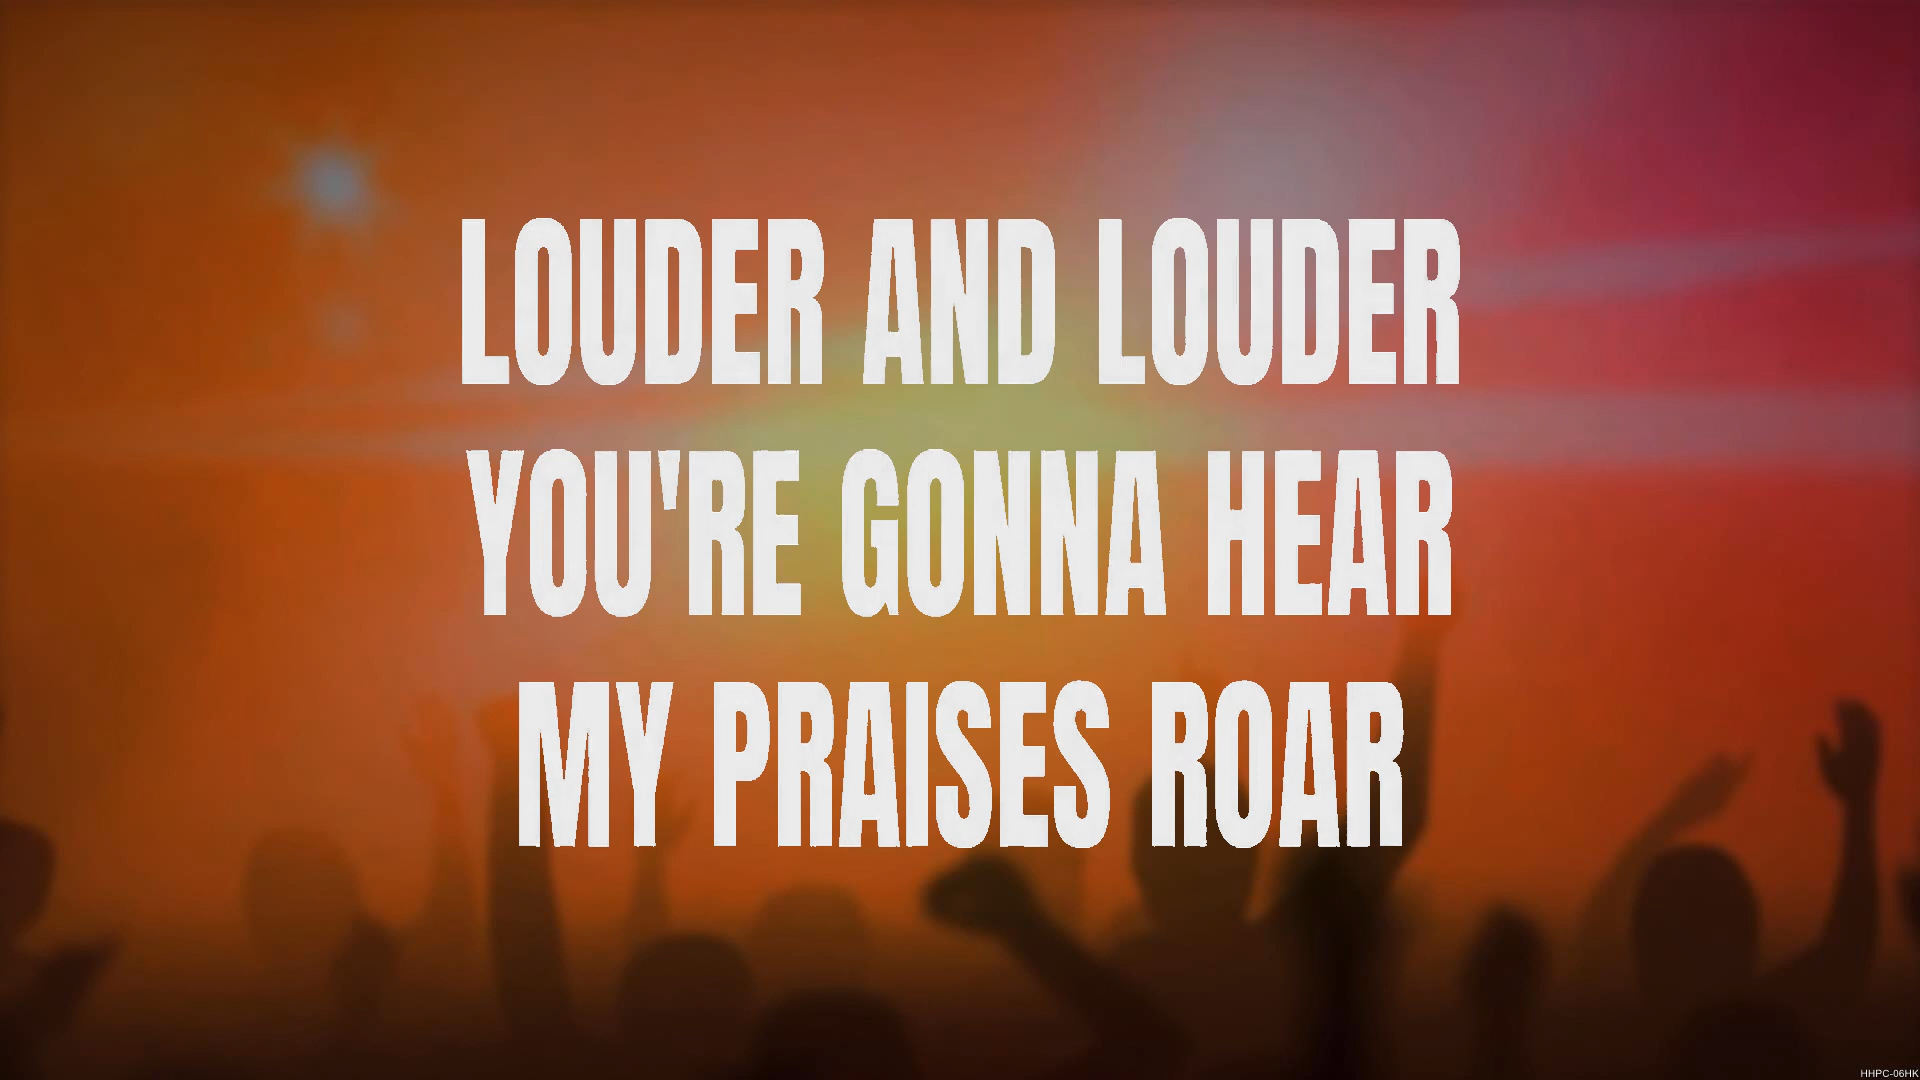 LOUDER AND LOUDER
YOU'RE GONNA HEAR
MY PRAISES ROAR
HHPC-06HK